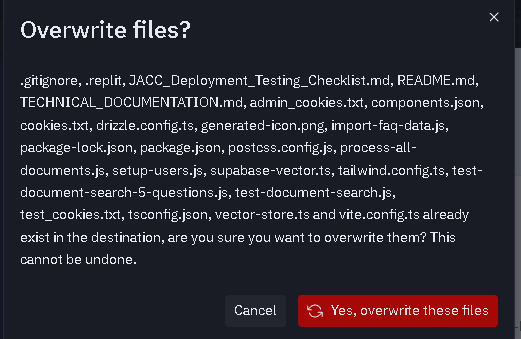 Overwrite files?
.gitignore, .replit, JACC_Deployment_Testing_Checklist.md, README.md,
TECHNICAL_DOCUMENTATION.md, admin_cookies.txt, components.json,
cookies.txt, drizzle.config.ts, generated-icon.png, import-faq-data.js,
package-lock.json, package.json, postcss.config.js, process-all-
documents.js, setup-users.js, supabase-vector.ts, tailwind.config.ts, test-
document-search-5-questions.js, test-document-search.js,
test_cookies.txt, tsconfig.json, vector-store.ts and vite.config.ts already
exist in the destination, are you sure you want to overwrite them? This
cannot be undone.
Cancel
Yes, overwrite these files